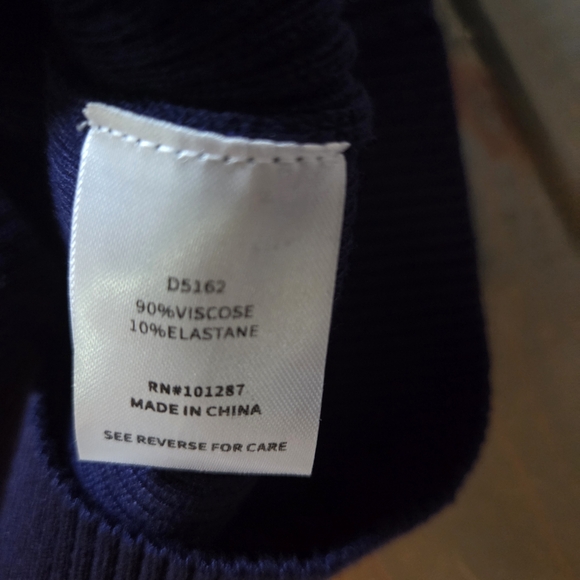 D5162
90%VISCOSE
10%ELASTANE
RN#101287
MADE IN CHINA
SEE REVERSE FOR CARE